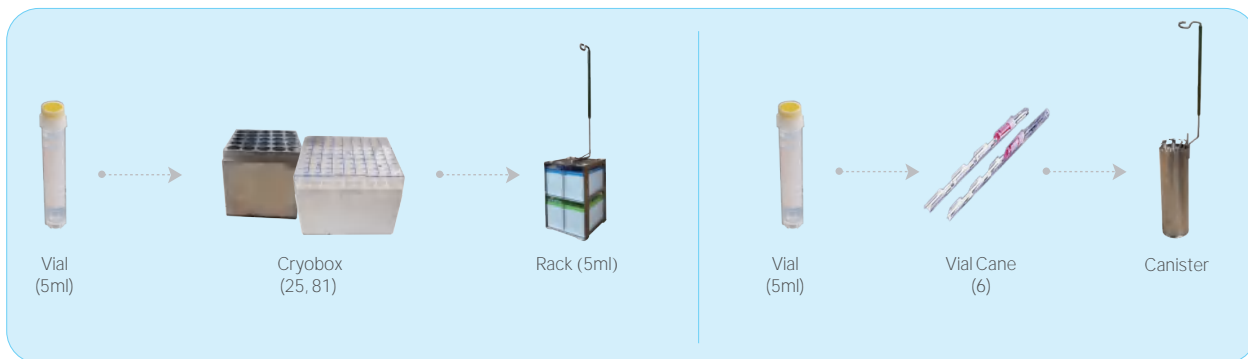 Vial
(5ml)
Cryobox
(25, 81)
Rack (5ml)
Vial
(5ml)
Vial Cane
(6)
Canister